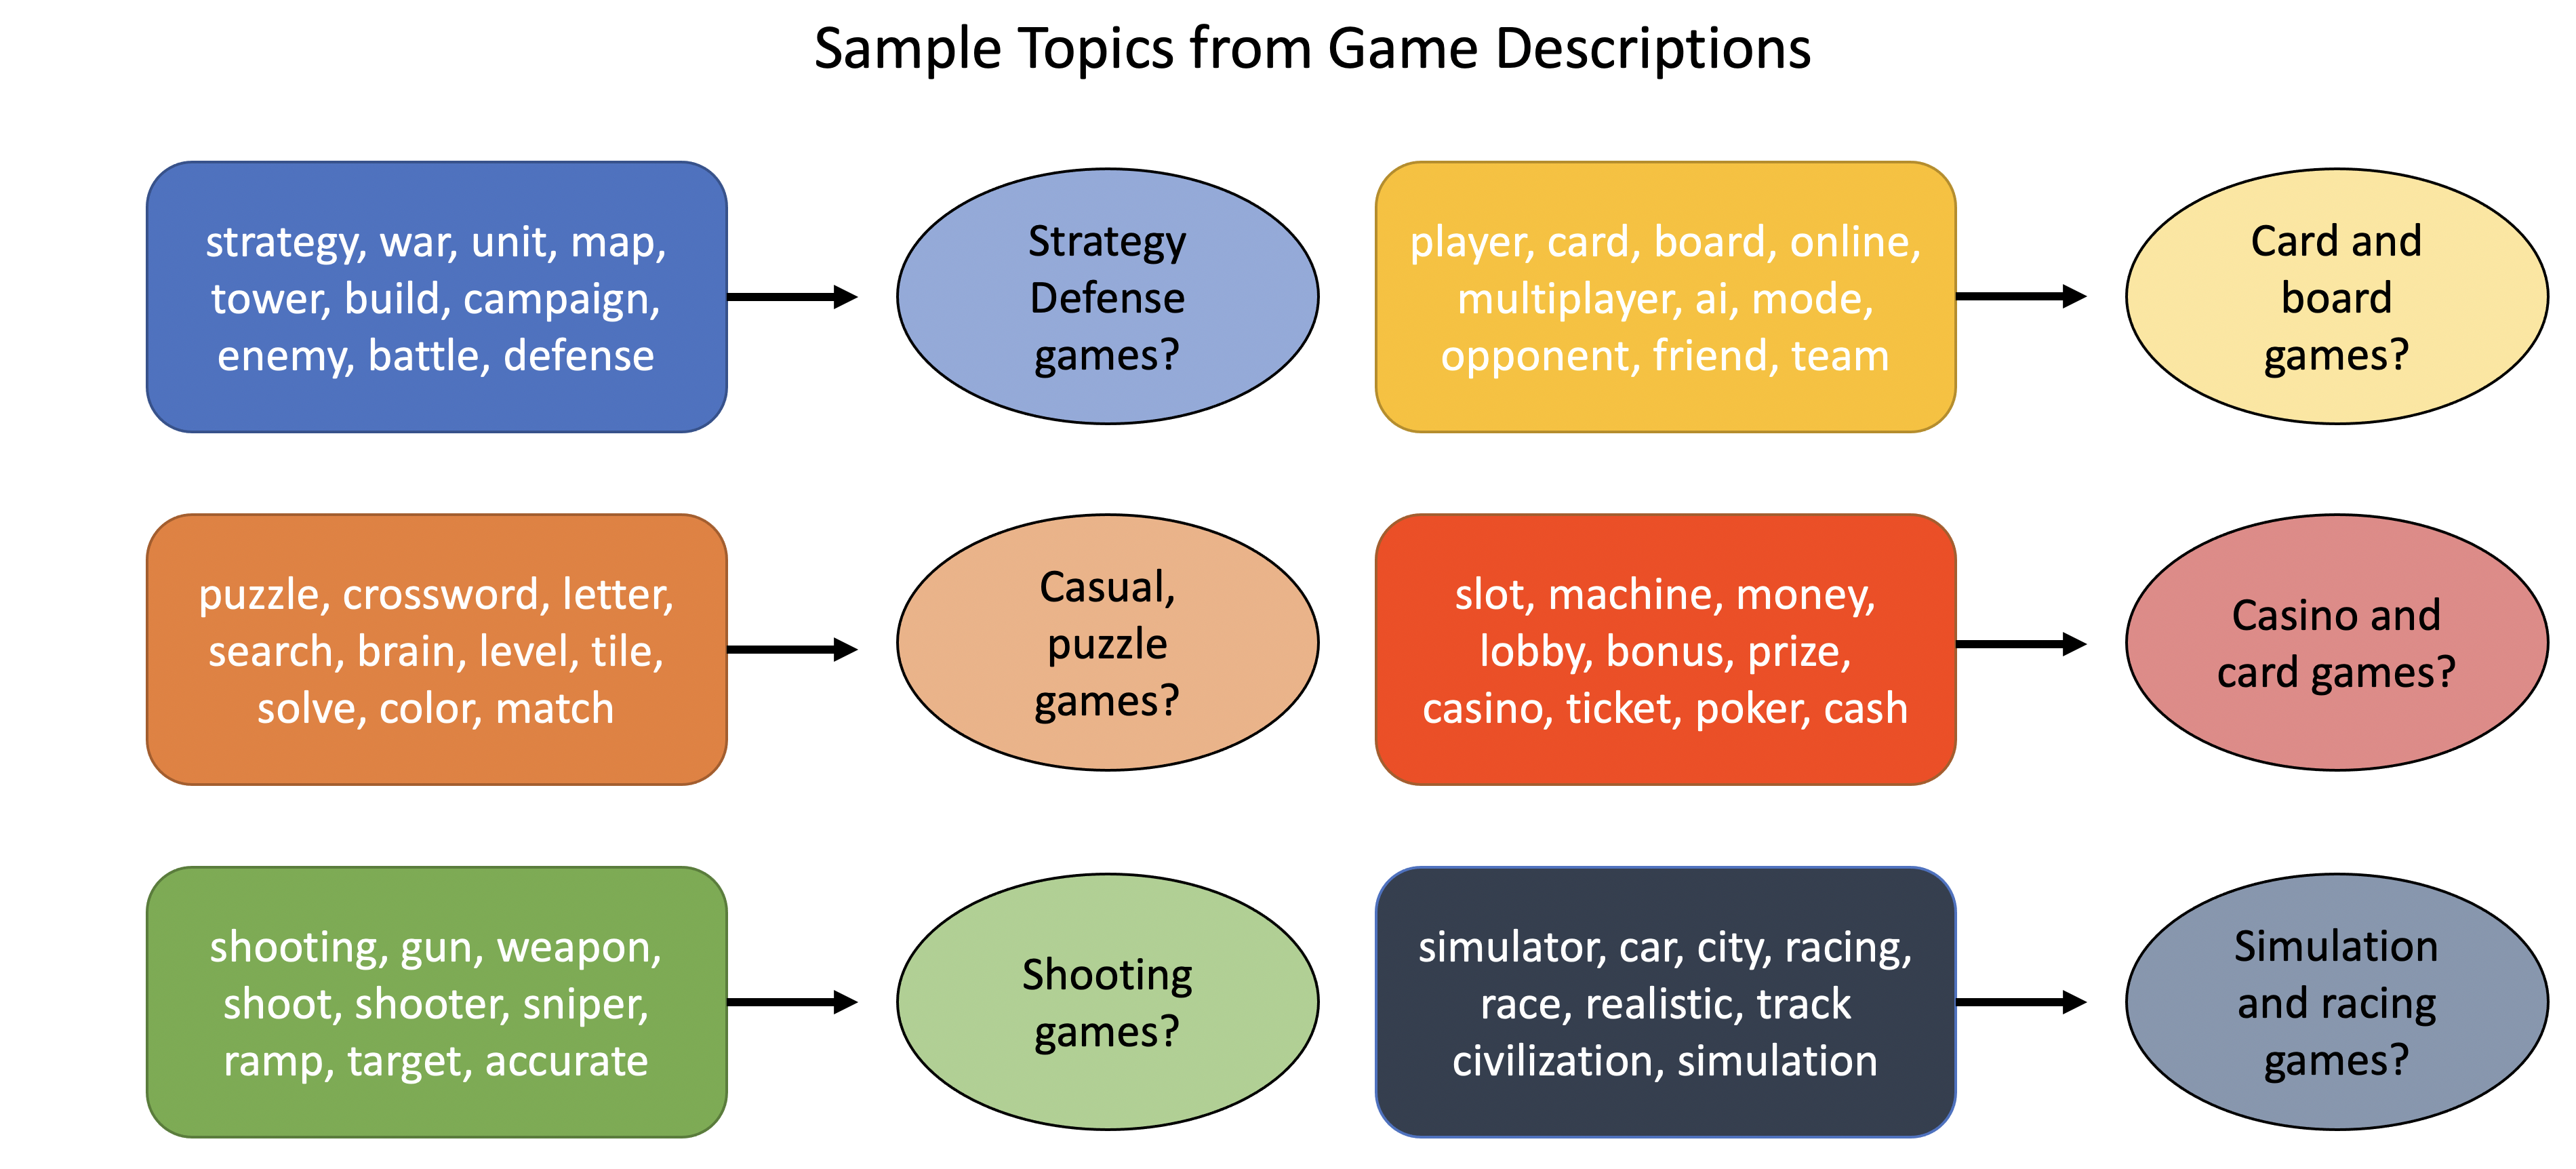 Sample Topics from Game Descriptions
strategy, war, unit, map,
tower, build, campaign,
enemy, battle, defense
Strategy
Defense
games?
player, card, board, online,
multiplayer, ai, mode,
opponent, friend, team
Card and
board
games?
puzzle, crossword, letter,
search, brain, level, tile,
solve, color, match
Casual,
puzzle
games?
slot, machine, money,
lobby, bonus, prize,
casino, ticket, poker, cash
Casino and
card games?
shooting, gun, weapon,
shoot, shooter, sniper,
ramp, target, accurate
Shooting
games?
simulator, car, city, racing,
race, realistic, track
civilization, simulation
Simulation
and racing
games?